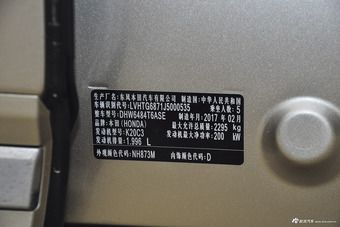 生产厂名:东风本田汽车有限公司 制造国:中华人民共和国
车辆识别代号:LVHTG6871J5000535 乘坐人数:5
整车型号:DHW6484T6ASE 制造年月:2017 年 02月
品牌:本田(HONDA) 最大允许总质量:2295 kg
发动机型号:K20C3 发动机最大净功率:200 kW
发动机排量:1.996 L
外观颜色代码:NH873M 内饰颜色代码:D